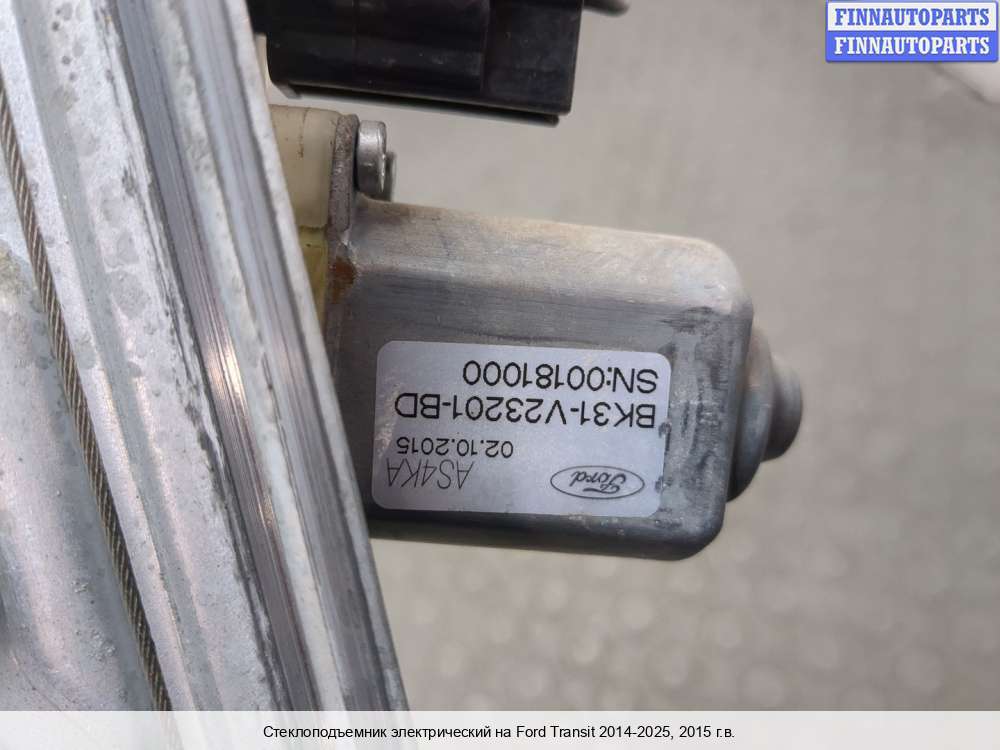 FINNAUTOPARTS
FINNAUTOPARTS
Ford
AS4KA
02.10.2015
BK31-V23201-BD
SN:00181000
Стеклоподъемник электрический на Ford Transit 2014-2025, 2015 г.в.